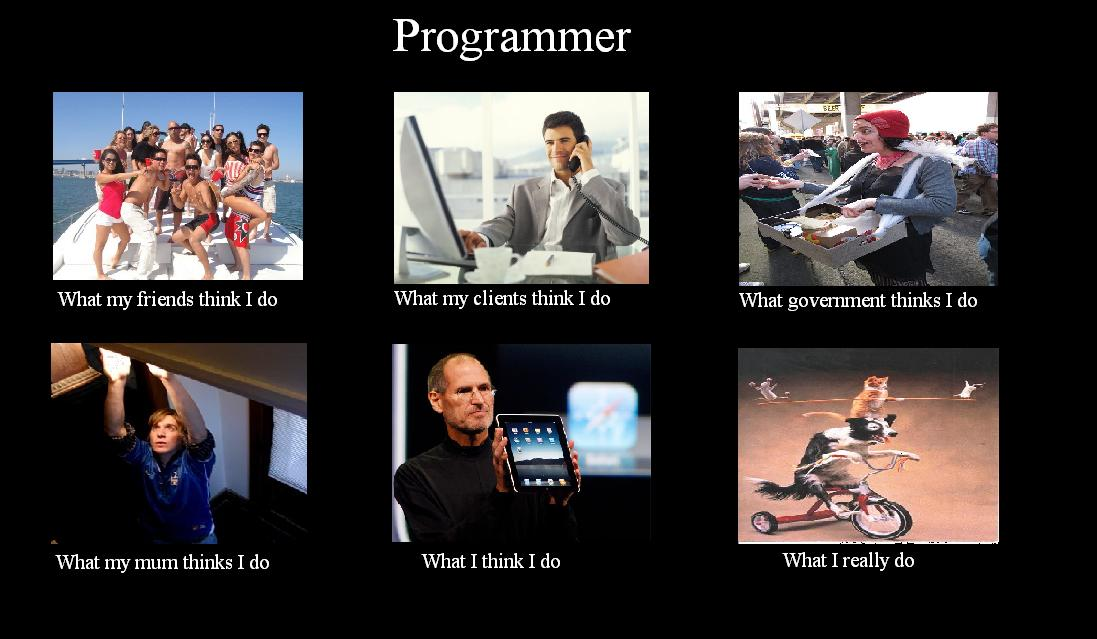 Programmer
What my friends think I do
What my clients think I do
What government thinks I do
What my mum thinks I do
What I think I do
What I really do